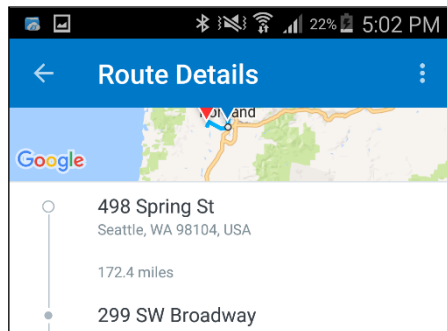 22% 5:02 PM
Route Details
Google
498 Spring St
Seattle, WA 98104, USA
172.4 miles
299 SW Broadway